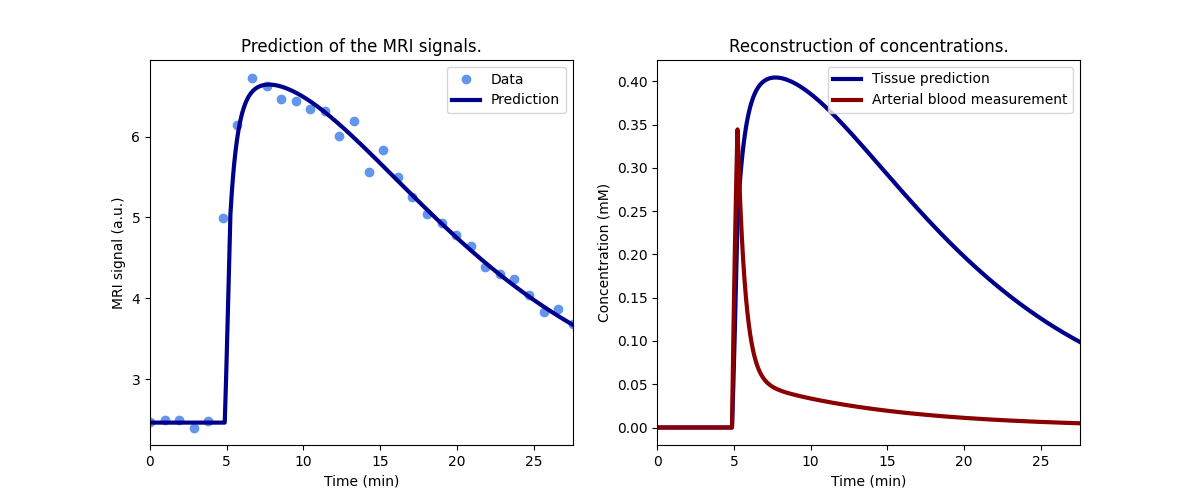 Prediction of the MRI signals.
Data
Prediction
MRI signal (a.u.)
6
5
4
3
0
5
10
15
20
25
Time (min)
Reconstruction of concentrations.
Tissue prediction
Arterial blood measurement
Concentration (mM)
0.40
0.35
0.30
0.25
0.20
0.15
0.10
0.05
0.00
0
5
10
15
20
25
Time (min)